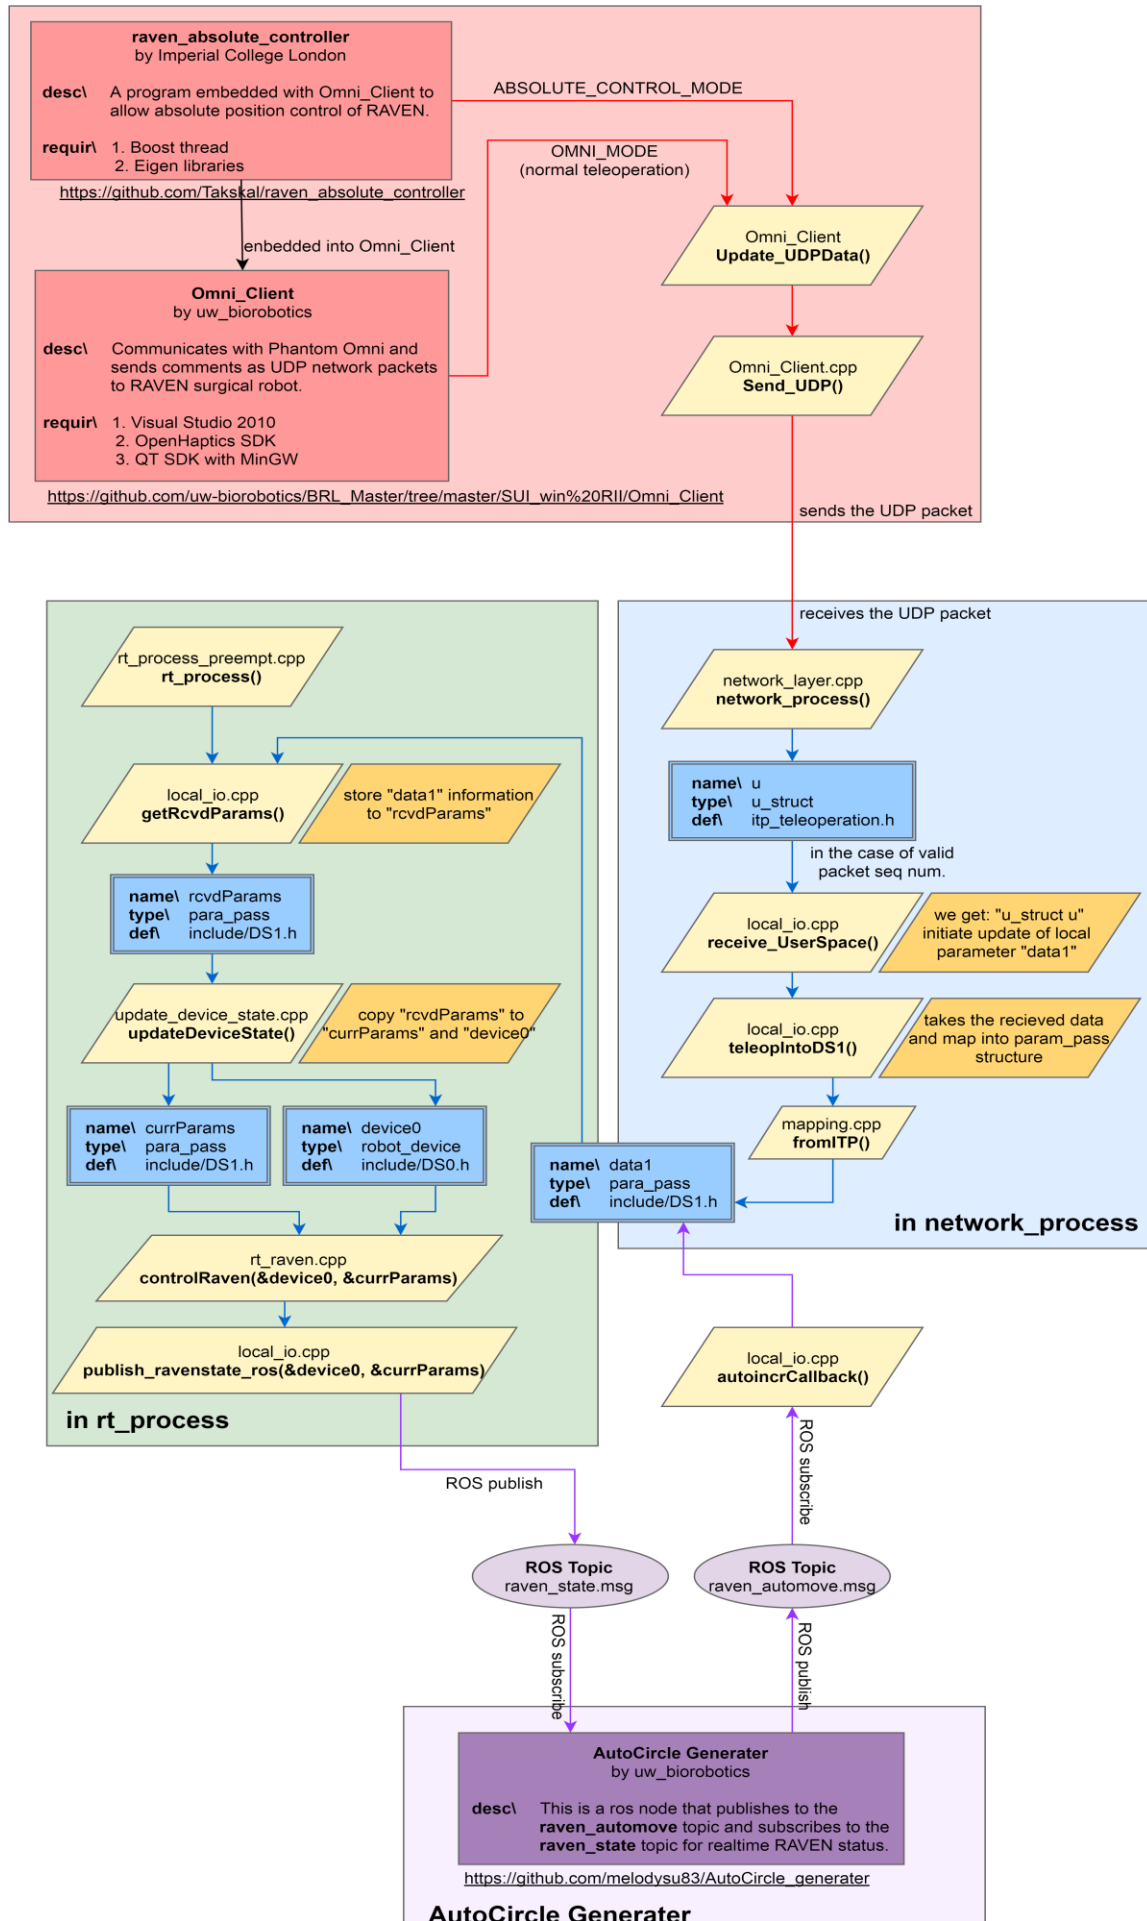 raven_absolute_controller
by Imperial College London
desc\ A program embedded with Omni_Client to
allow absolute position control of RAVEN.
requir\ 1. Boost thread
2. Eigen libraries
https://github.com/Takskal/raven_absolute_controller
ABSOLUTE_CONTROL_MODE
OMNI_MODE
(normal teleoperation)
enbedded into Omni_Client
Omni_Client
Update_UDPData()
Omni_Client
by uw_biorobotics
desc\ Communicates with Phantom Omni and
sends comments as UDP network packets
to RAVEN surgical robot.
requir\ 1. Visual Studio 2010
2. OpenHaptics SDK
3. QT SDK with MinGW
https://github.com/uw-biorobotics/BRL_Master/tree/master/SUI_win%20RII/Omni_Client
Omni_Client.cpp
Send_UDP()
sends the UDP packet
receives the UDP packet
rt_process_preempt.cpp
rt_process()
local_io.cpp
getRcvdParams()
store "data1" information
to "rcvdParams"
name\ rcvdParams
type\ para_pass
def\ include/DS1.h
update_device_state.cpp
updateDeviceState()
copy "rcvdParams" to
"currParams" and "device0"
name\ currParams
type\ para_pass
def\ include/DS1.h
name\ device0
type\ robot_device
def\ include/DS0.h
rt_raven.cpp
controlRaven(&device0, &currParams)
local_io.cpp
publish_ravenstate_ros(&device0, &currParams)
in rt_process
network_layer.cpp
network_process()
name\ u
type\ u_struct
def\ itp_teleoperation.h
in the case of valid
packet seq num.
local_io.cpp
receive_UserSpace()
we get: "u_struct u"
initiate update of local
parameter "data1"
local_io.cpp
teleopIntoDS1()
takes the recieved data
and map into param_pass
structure
mapping.cpp
fromITP()
name\ data1
type\ para_pass
def\ include/DS1.h
in network_process
local_io.cpp
autoincrCallback()
ROS publish
ROS subscribe
ROS Topic
raven_state.msg
ROS Topic
raven_automove.msg
ROS subscribe
ROS publish
AutoCircle Generater
by uw_biorobotics
desc\ This is a ros node that publishes to the
raven_automove topic and subscribes to the
raven_state topic for realtime RAVEN status.
https://github.com/melodysu83/AutoCircle_generater
AutoCircle Generater